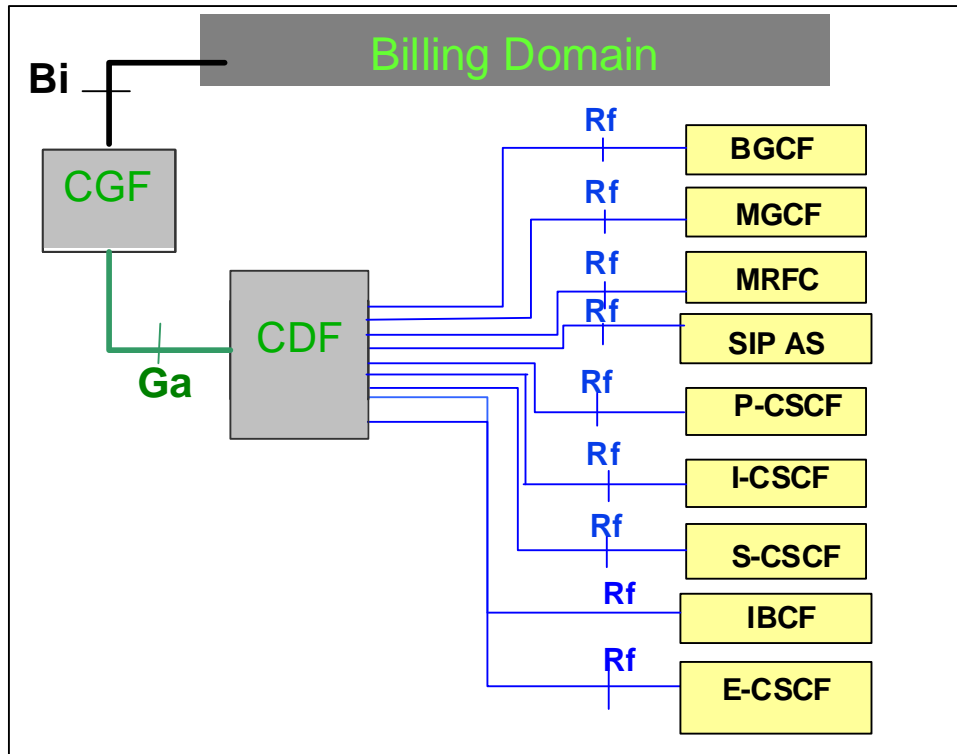 Billing Domain
Bi
CGF
Ga
CDF
Rf
BGCF
Rf
MGCF
Rf
MRFC
Rf
SIP AS
Rf
P-CSCF
Rf
I-CSCF
Rf
S-CSCF
Rf
IBCF
Rf
E-CSCF